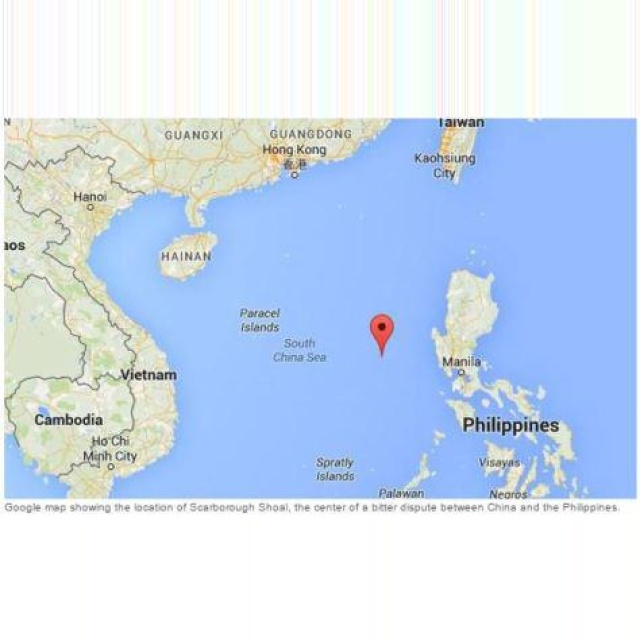 N
Taiwan
GUANGXI
GUANGDONG
Hong Kong
香港
Kaohsiung
City
Hanoi
aos
HAINAN
Paracel
Islands
South
China Sea
Vietnam
Manila
Cambodia
Philippines
Ho Chi
Minh City
Spratly
Islands
Visayas
Palawan
Negros
Google map showing the location of Scarborough Shoal, the center of a bitter dispute between China and the Philippines.